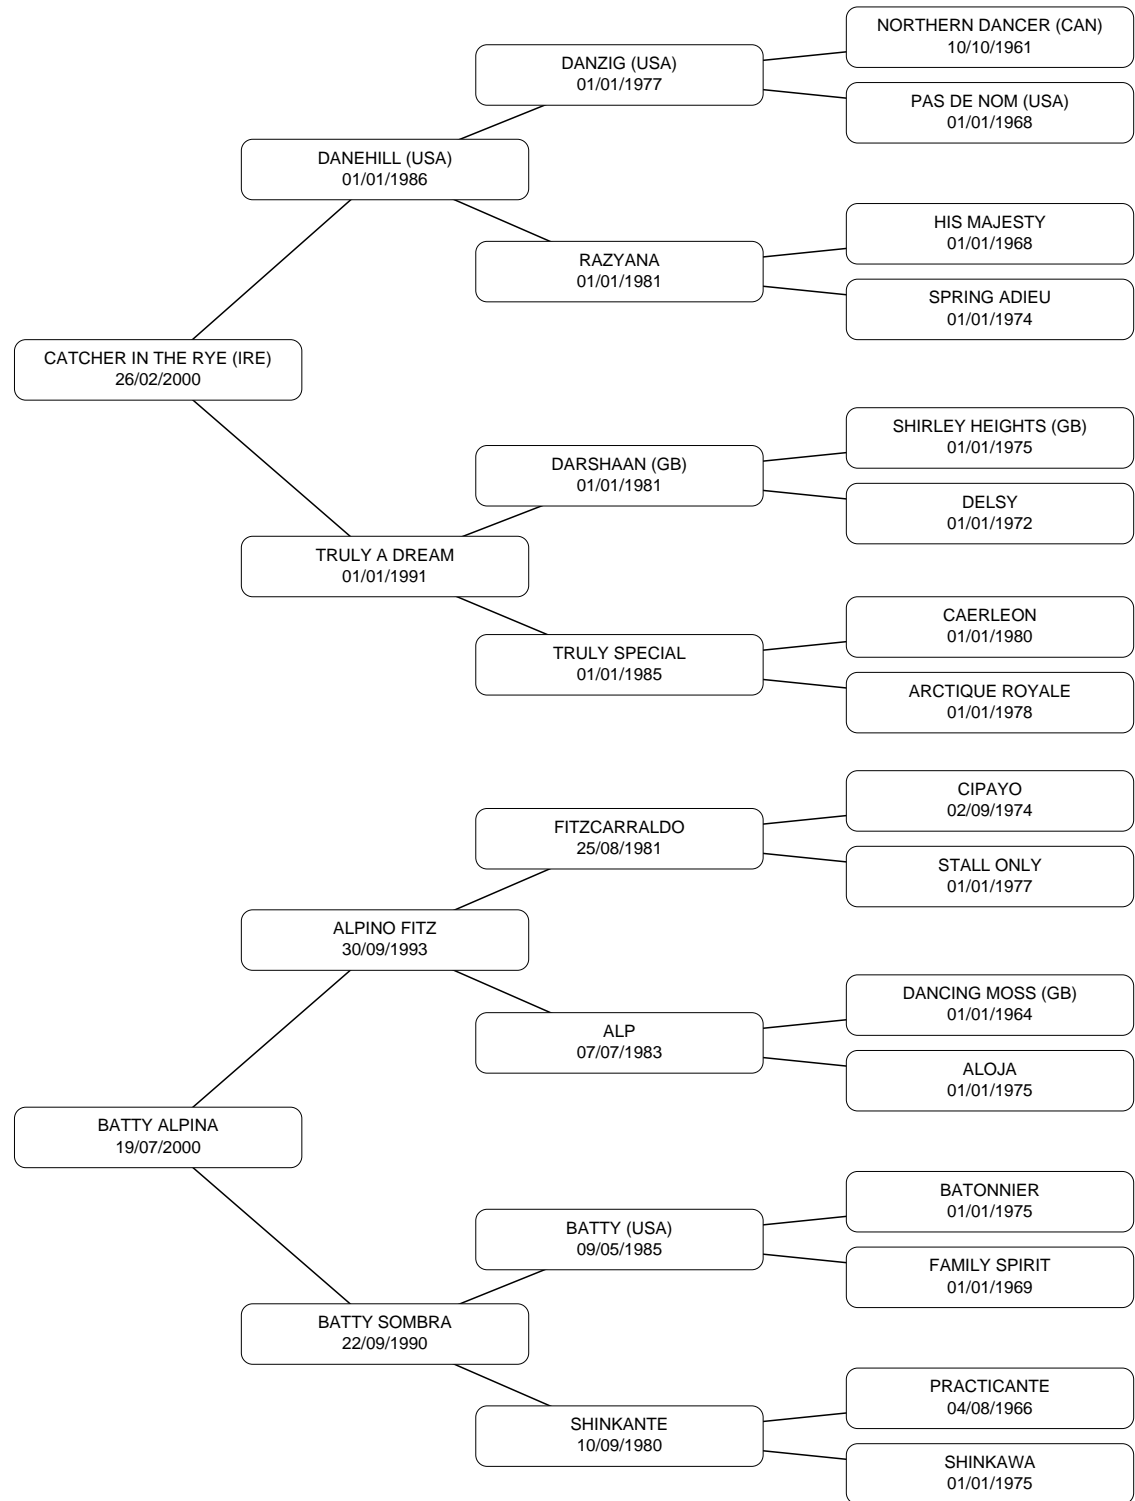 NORTHERN DANCER (CAN)
10/10/1961
DANZIG (USA)
01/01/1977
PAS DE NOM (USA)
01/01/1968
DANEHILL (USA)
01/01/1986
HIS MAJESTY
01/01/1968
RAZYANA
01/01/1981
SPRING ADIEU
01/01/1974
CATCHER IN THE RYE (IRE)
26/02/2000
SHIRLEY HEIGHTS (GB)
01/01/1975
DARSHAAN (GB)
01/01/1981
DELSY
01/01/1972
TRULY A DREAM
01/01/1991
CAERLEON
01/01/1980
TRULY SPECIAL
01/01/1985
ARCTIQUE ROYALE
01/01/1978
CIPAYO
02/09/1974
FITZCARRALDO
25/08/1981
STALL ONLY
01/01/1977
ALPINO FITZ
30/09/1993
DANCING MOSS (GB)
01/01/1964
ALP
07/07/1983
ALOJA
01/01/1975
BATTY ALPINA
19/07/2000
BATONNIER
01/01/1975
BATTY (USA)
09/05/1985
FAMILY SPIRIT
01/01/1969
BATTY SOMBRA
22/09/1990
PRACTICANTE
04/08/1966
SHINKANTE
10/09/1980
SHINKAWA
01/01/1975